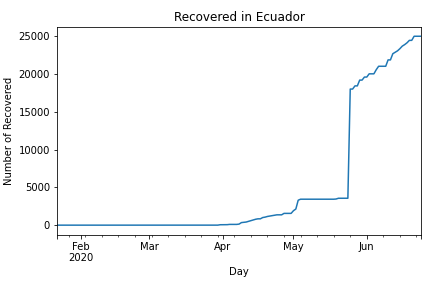 Recovered in Ecuador
25000
20000
15000
10000
5000
0
Number of Recovered
Feb
2020
Mar
Apr
May
Jun
Day